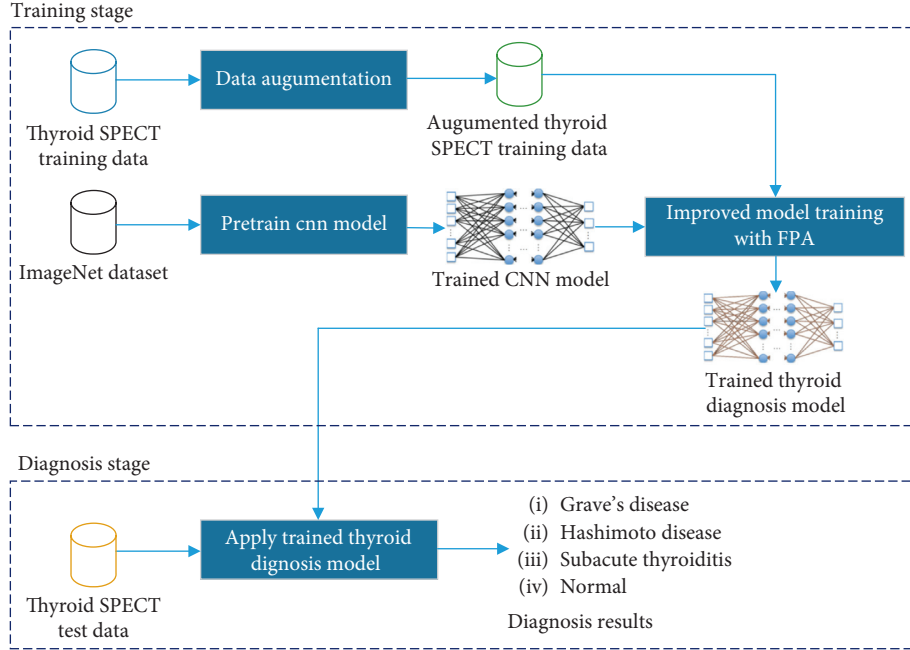 Training stage
Data augumentation
Thyroid SPECT
training data
Augumented thyroid
SPECT training data
Pretrain cnn model
Improved model training
with FPA
ImageNet dataset
Trained CNN model
Trained thyroid
diagnosis model
Diagnosis stage
Apply trained thyroid
dignosis model
(i) Grave's disease
(ii) Hashimoto disease
(iii) Subacute thyroiditis
(iv) Normal
Thyroid SPECT
test data
Diagnosis results